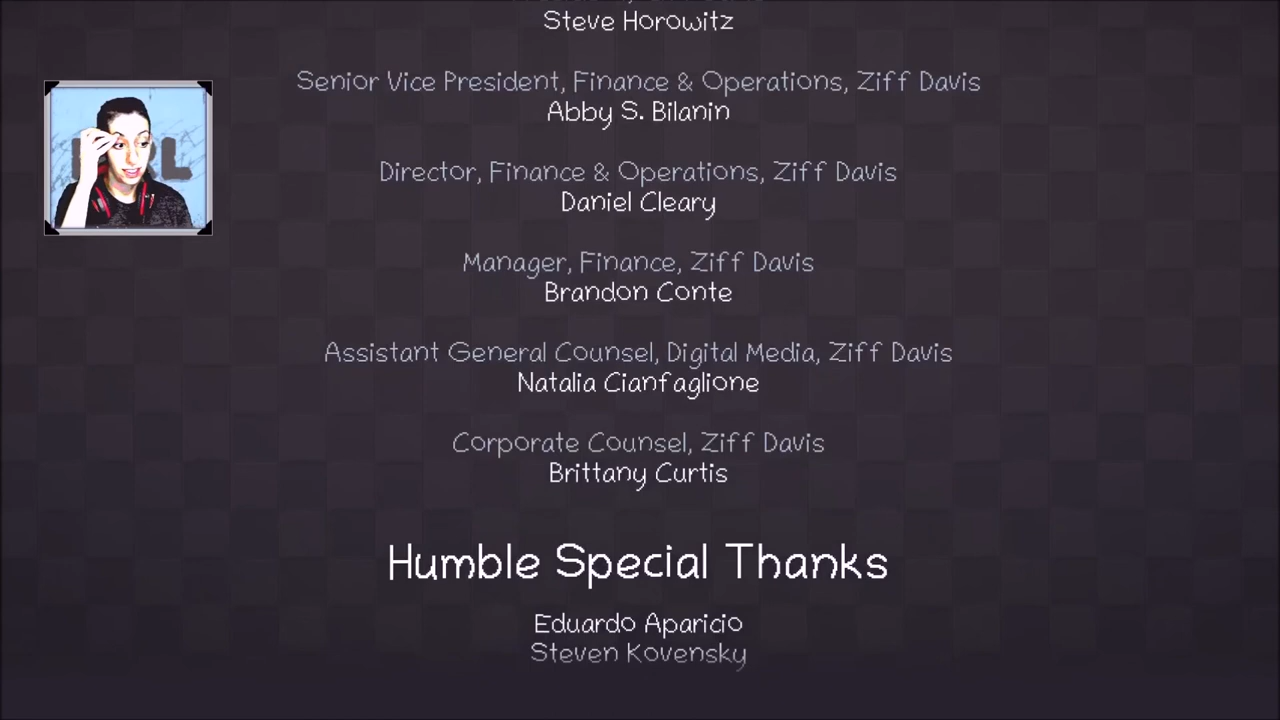 Steve Horowitz
Senior Vice President, Finance & Operations, Ziff Davis
Abby S. Bilanin
Director, Finance & Operations, Ziff Davis
Daniel Cleary
Manager, Finance, Ziff Davis
Brandon Conte
Assistant General Counsel, Digital Media, Ziff Davis
Natalia Cianfaglione
Corporate Counsel, Ziff Davis
Brittany Curtis
Humble Special Thanks
Eduardo Aparicio
Steven Kovensky